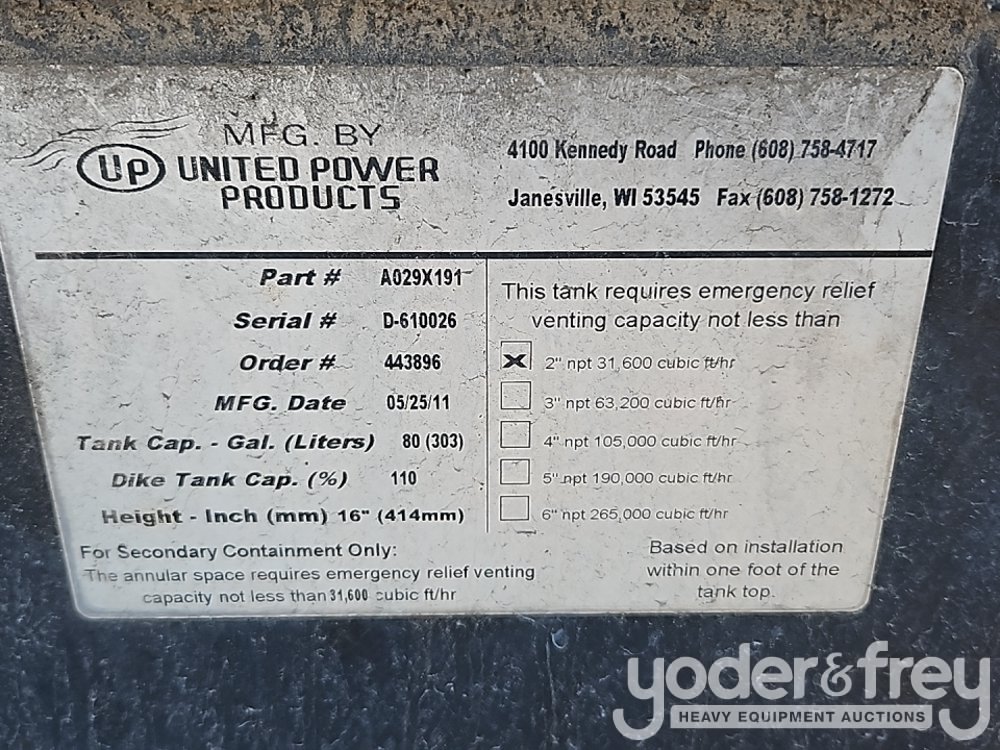 MFG. BY
UP UNITED POWER
PRODUCTS
4100 Kennedy Road Phone (608) 758-4717
Janesville, WI 53545 Fax (608) 758-1272
Part # A029X191
Serial # D-610026
Order # 443896
MFG. Date 05/25/11
Tank Cap. - Gal. (Liters) 80 (303)
Dike Tank Cap. (%) 110
Height - Inch (mm) 16" (414mm)
This tank requires emergency relief
venting capacity not less than
X 2" npt 31,600 cubic ft/hr
3" npt 63,200 cubic ft/hr
4" npt 105,000 cubic ft/hr
5" npt 190,000 cubic ft/hr
6" npt 265,000 cubic ft/hr
For Secondary Containment Only:
The annular space requires emergency relief venting
capacity not less than 31,600 cubic ft/hr
Based on installation
within one foot of the
tank top.
yoder&frey
HEAVY EQUIPMENT AUCTIONS